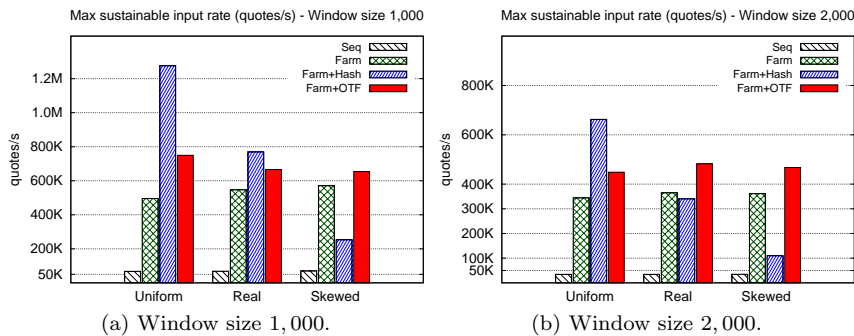 Max sustainable input rate (quotes/s) - Window size 1,000
Seq
Farm
Farm+Hash
Farm+OTF
1.2M
1.0M
800K
600K
400K
200K
50K
quotes/s
Uniform Real Skewed
(a) Window size 1, 000.
Max sustainable input rate (quotes/s) - Window size 2,000
Seq
Farm
Farm+Hash
Farm+OTF
800K
600K
400K
300K
200K
100K
50K
quotes/s
Uniform Real Skewed
(b) Window size 2, 000.